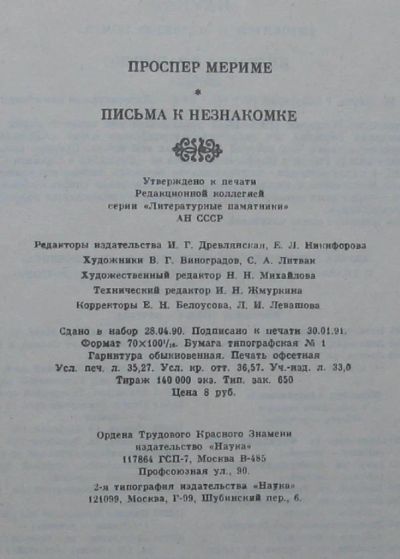 ПРОСПЕР МЕРИМЕ
*
ПИСЬМА К НЕЗНАКОМКЕ
Утверждено к печати
Редакционной коллегией
серии «Литературные памятники»
АН СССР
Редакторы издательства И. Г. Древлянская, Е. Л. Никифорова
Художники В. Г. Виноградов, С. А. Литвак
Художественный редактор Н. Н. Михайлова
Технический редактор И. Н. Жмуркина
Корректоры Е. Н. Белоусова, Л. И. Левашова
Сдано в набор 28.04.90. Подписано к печати 30.01.91.
Формат 70×100¹/₁₆. Бумага типографская № 1
Гарнитура обыкновенная. Печать офсетная
Усл. печ. л. 35,27. Усл. кр. отт. 36,57. Уч.-изд. л. 33,0
Тираж 140 000 экз. Тип. зак. 650
Цена 8 руб.
Ордена Трудового Красного Знамени
издательство «Наука»
117864 ГСП-7, Москва В-485
Профсоюзная ул., 90.
2-я типография издательства «Наука»
121099, Москва, Г-99, Шубинский пер., 6.